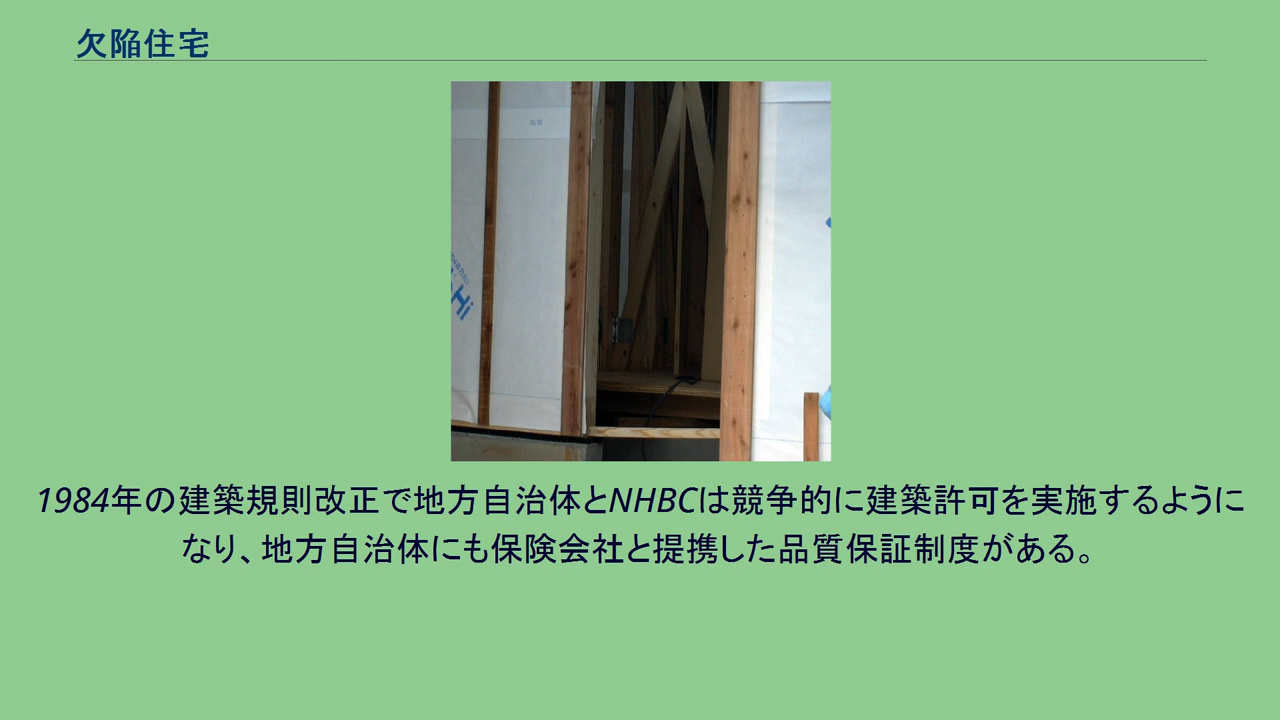 欠陥住宅
1984年の建築規則改正で地方自治体とNHBCは競争的に建築許可を実施するように
なり、地方自治体にも保険会社と提携した品質保証制度がある。